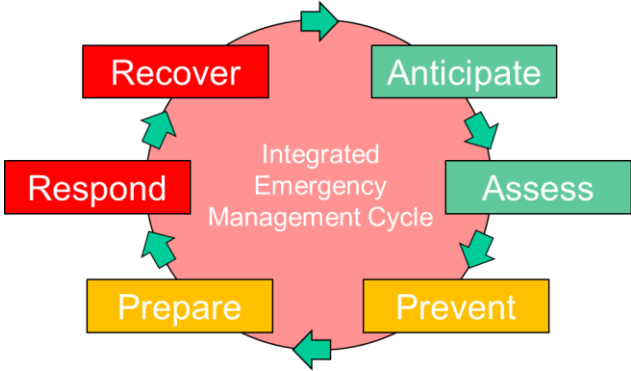 Recover
Anticipate
Integrated
Emergency
Management Cycle
Respond
Assess
Prepare
Prevent